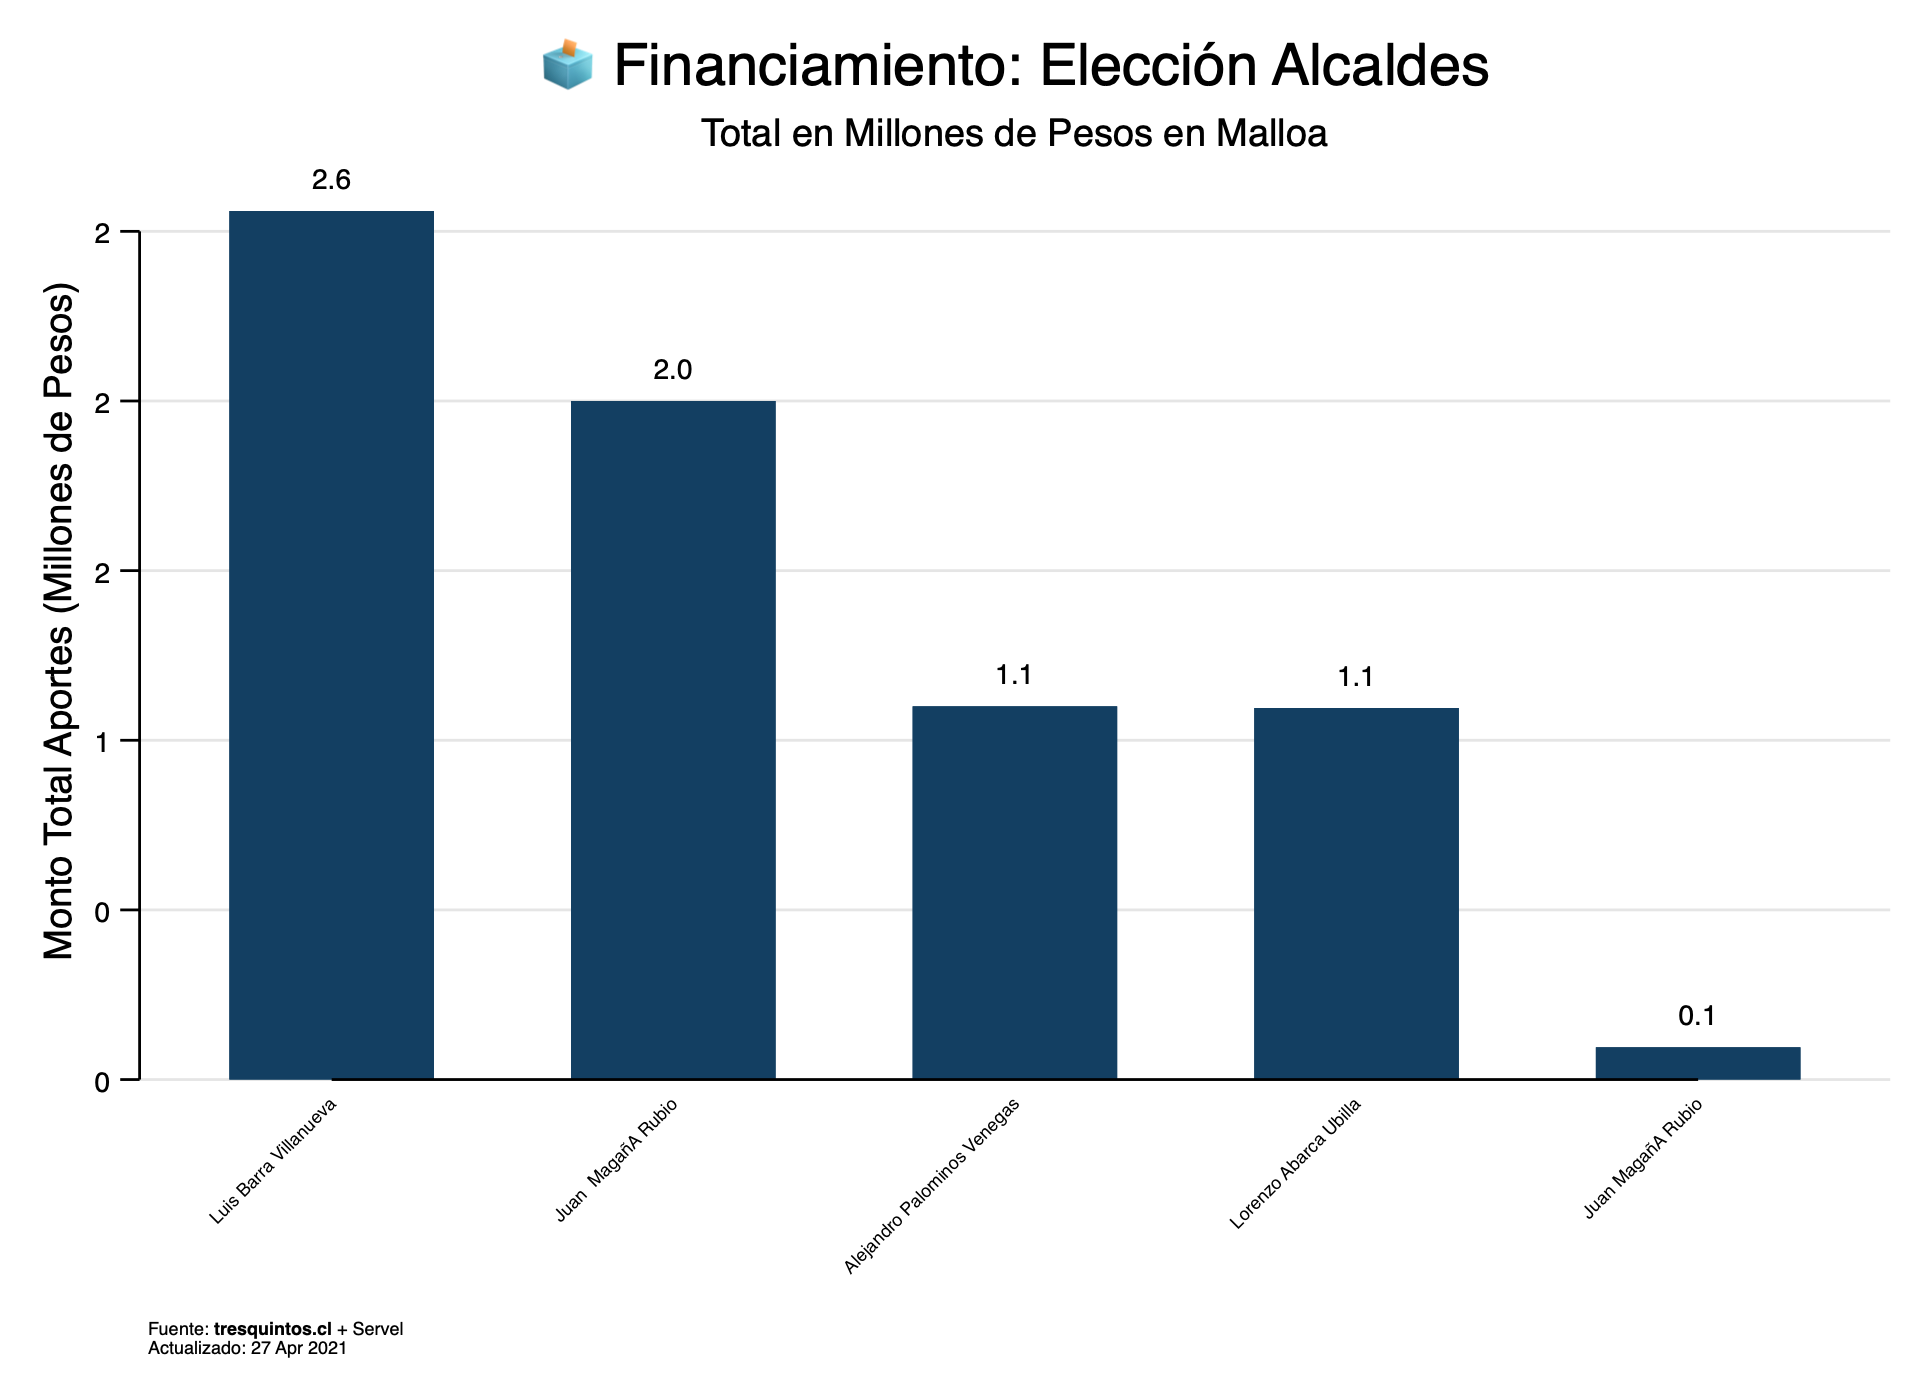 Financiamiento: Elección Alcaldes
Total en Millones de Pesos en Malloa
Monto Total Aportes (Millones de Pesos)
2
2
2
1
0
0
2.6
2.0
1.1
1.1
0.1
Luis Barra Villanueva
Juan  MagañA Rubio
Alejandro Palominos Venegas
Lorenzo Abarca Ubilla
Juan MagañA Rubio
Fuente: tresquintos.cl + Servel
Actualizado: 27 Apr 2021